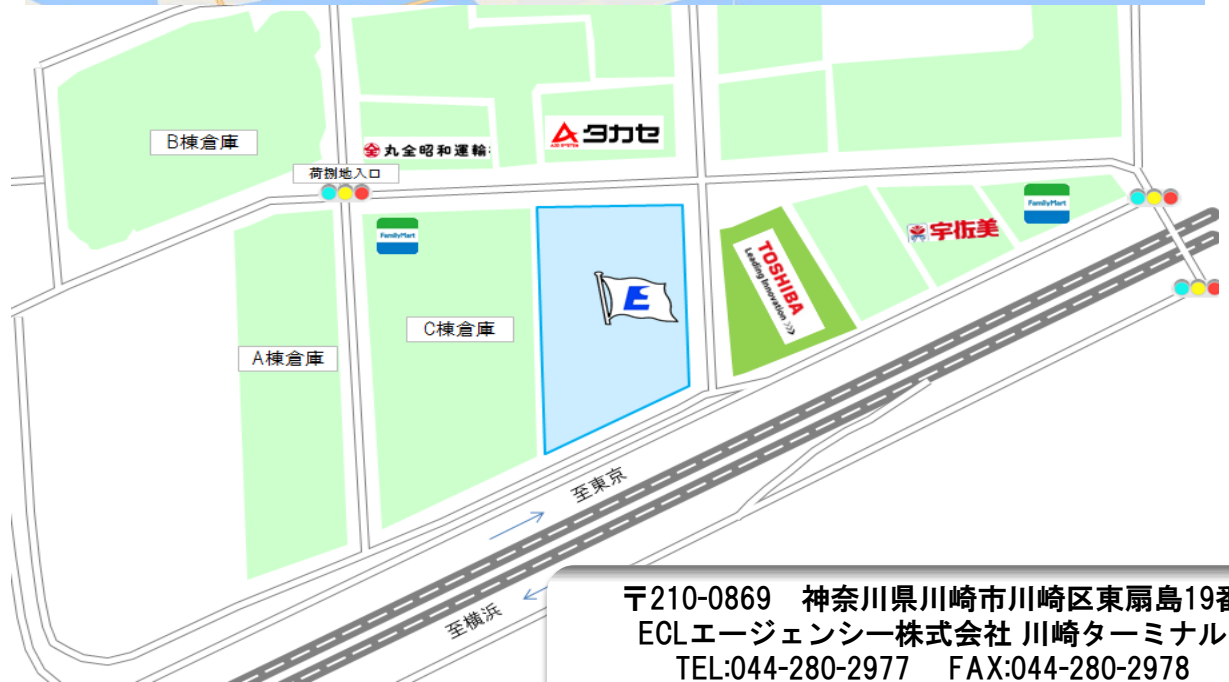 B棟倉庫
全 丸全昭和運輸
A タカセ
AZE SYSTEM
荷捌地入口
FamilyMart
FamilyMart
宇佐美
TOSHIBA
Leading Innovation >>>
E
C棟倉庫
A棟倉庫
至東京
至横浜
〒210-0869 神奈川県川崎市川崎区東扇島19番
ECLエージェンシー株式会社 川崎ターミナル
TEL:044-280-2977 FAX:044-280-2978